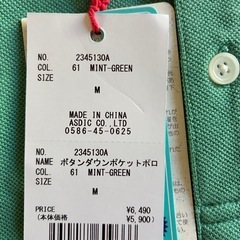 NO. 2345130A
COL. 61 MINT-GREEN
SIZE
M
MADE IN CHINA
ASDIC CO.,LTD
0586-45-0625
NO. 2345130A
NAME ボタンダウンポケットポロ
COL. 61 MINT-GREEN
SIZE
M
PRICE ¥6,490
(本体価格 ¥5,900)